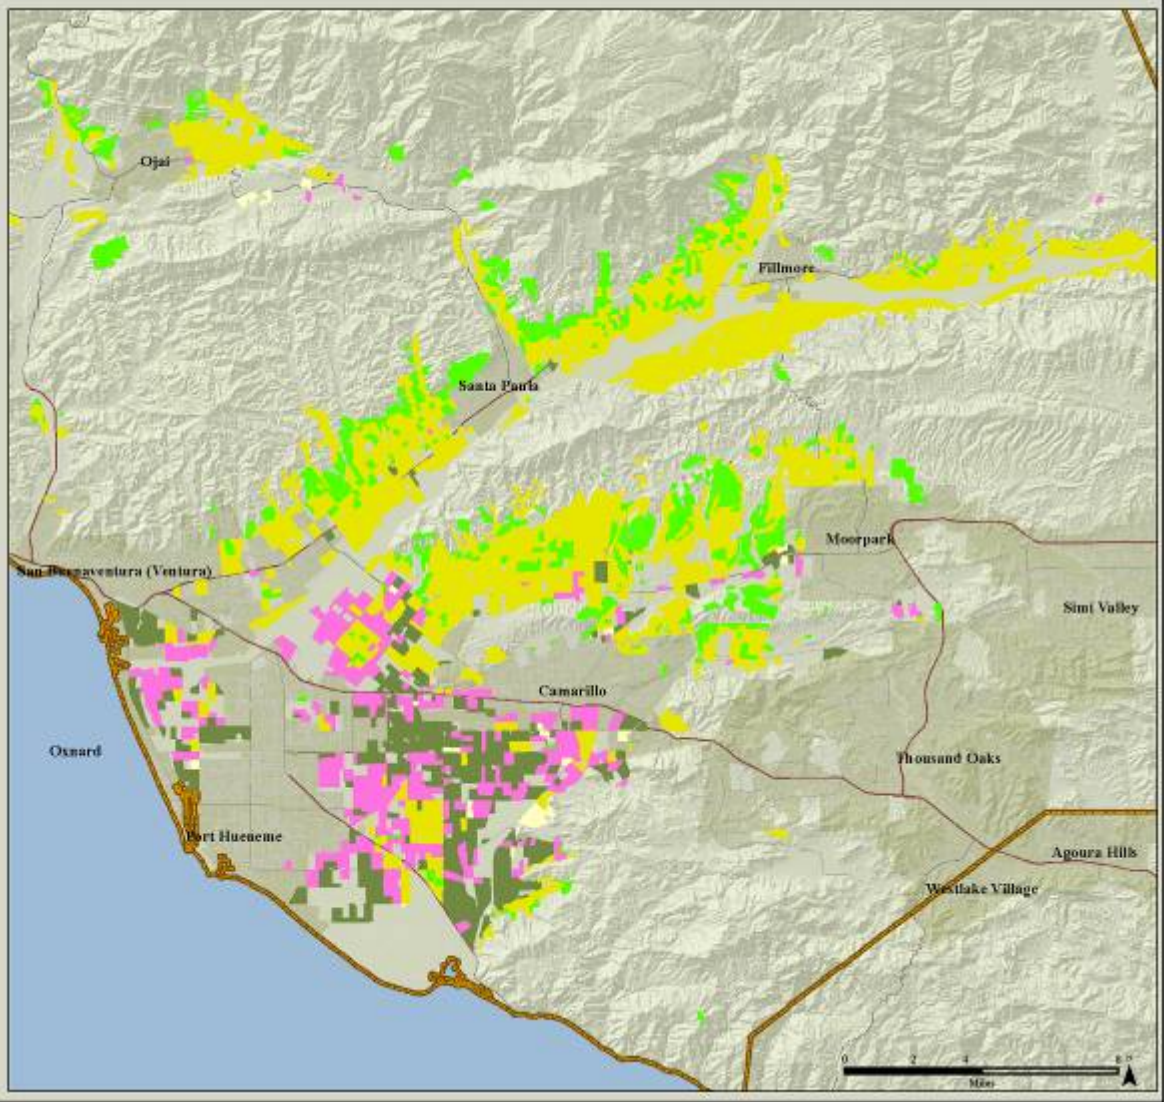 Ojai
Fillmore
Santa Paula
Moorpark
San Buenaventura (Ventura)
Simi Valley
Camarillo
Oxnard
Thousand Oaks
Port Hueneme
Agoura Hills
Westlake Village
0 2 4 8
Miles